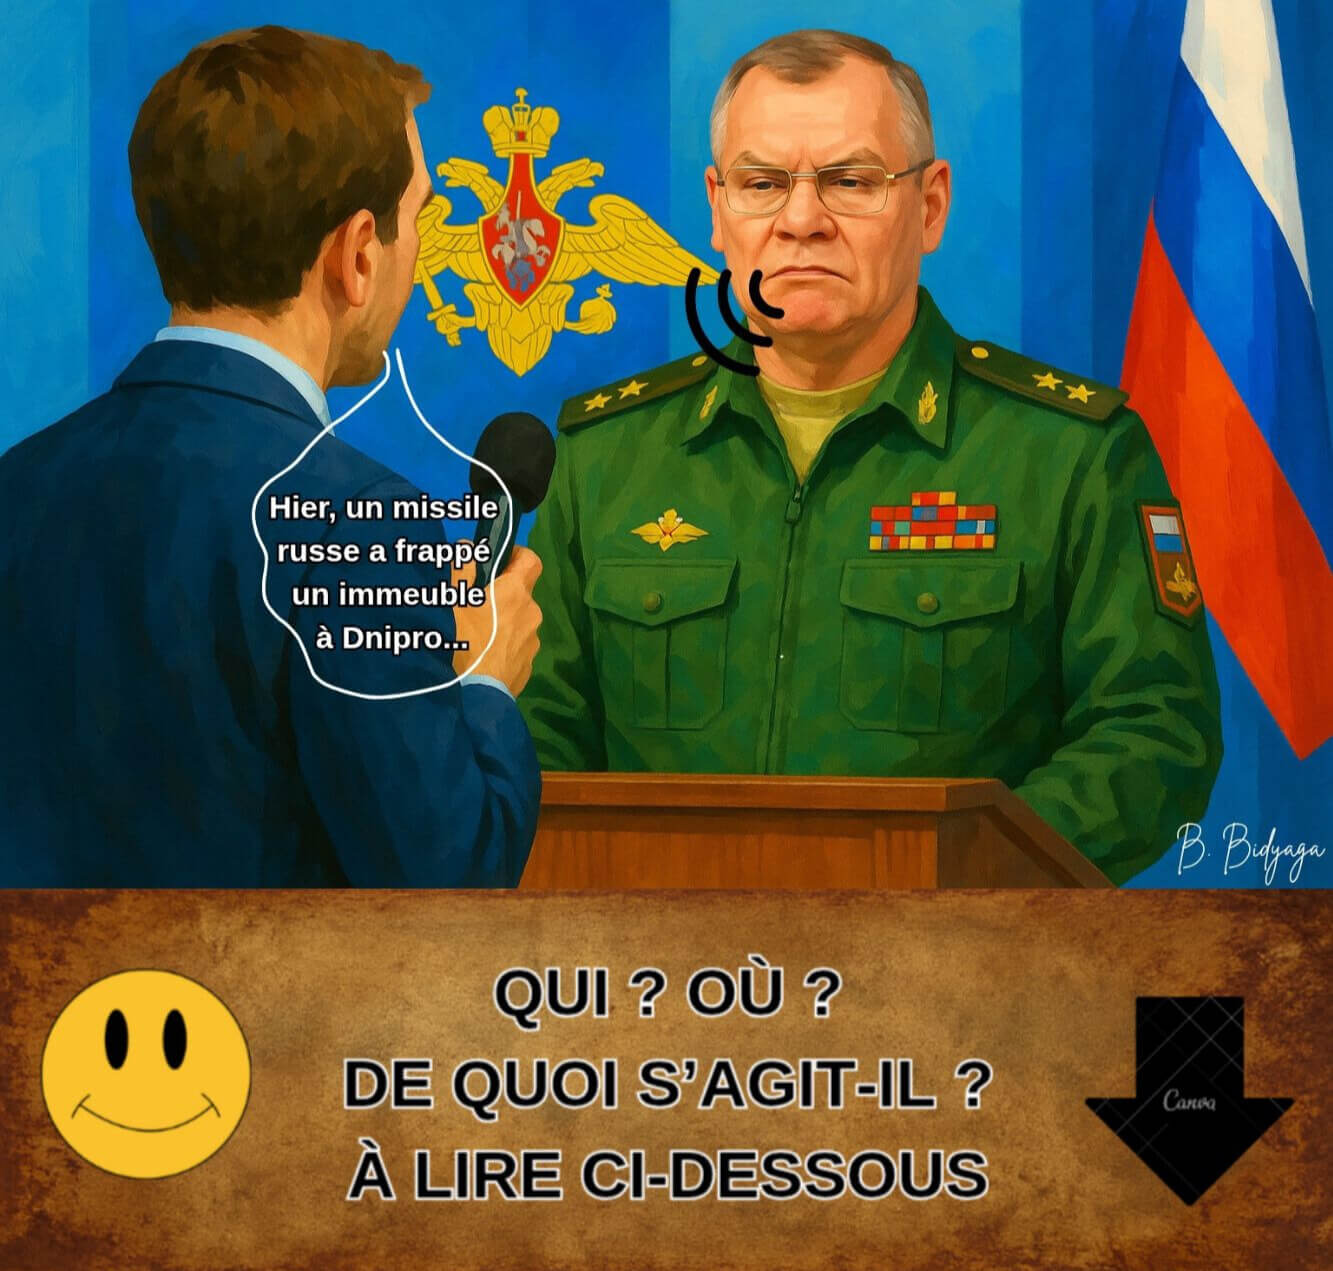 Hier, un missile
russe a frappé
un immeuble
à Dnipro...
B. Bidyaga
QUI ? OÙ ?
DE QUOI S’AGIT-IL ?
À LIRE CI-DESSOUS
Canva